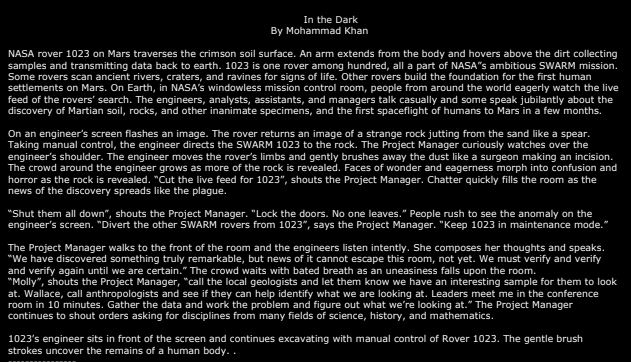 In the Dark
By Mohammad Khan
NASA rover 1023 on Mars traverses the crimson soil surface. An arm extends from the body and hovers above the dirt collecting
samples and transmitting data back to earth. 1023 is one rover among hundred, all a part of NASA"s ambitious SWARM mission.
Some rovers scan ancient rivers, craters, and ravines for signs of life. Other rovers build the foundation for the first human
settlements on Mars. On Earth, in NASA's windowless mission control room, people from around the world eagerly watch the live
feed of the rovers' search. The engineers, analysts, assistants, and managers talk casually and some speak jubilantly about the
discovery of Martian soil, rocks, and other inanimate specimens, and the first spaceflight of humans to Mars in a few months.
On an engineer's screen flashes an image. The rover returns an image of a strange rock jutting from the sand like a spear.
Taking manual control, the engineer directs the SWARM 1023 to the rock. The Project Manager curiously watches over the
engineer's shoulder. The engineer moves the rover's limbs and gently brushes away the dust like a surgeon making an incision.
The crowd around the engineer grows as more of the rock is revealed. Faces of wonder and eagerness morph into confusion and
horror as the rock is revealed. "Cut the live feed for 1023", shouts the Project Manager. Chatter quickly fills the room as the
news of the discovery spreads like the plague.
"Shut them all down", shouts the Project Manager. "Lock the doors. No one leaves." People rush to see the anomaly on the
engineer's screen. "Divert the other SWARM rovers from 1023", says the Project Manager. "Keep 1023 in maintenance mode."
The Project Manager walks to the front of the room and the engineers listen intently. She composes her thoughts and speaks.
"We have discovered something truly remarkable, but news of it cannot escape this room, not yet. We must verify and verify
and verify again until we are certain." The crowd waits with bated breath as an uneasiness falls upon the room.
"Molly", shouts the Project Manager, "call the local geologists and let them know we have an interesting sample for them to look
at. Wallace, call anthropologists and see if they can help identify what we are looking at. Leaders meet me in the conference
room in 10 minutes. Gather the data and work the problem and figure out what we're looking at." The Project Manager
continues to shout orders asking for disciplines from many fields of science, history, and mathematics.
1023's engineer sits in front of the screen and continues excavating with manual control of Rover 1023. The gentle brush
strokes uncover the remains of a human body. .